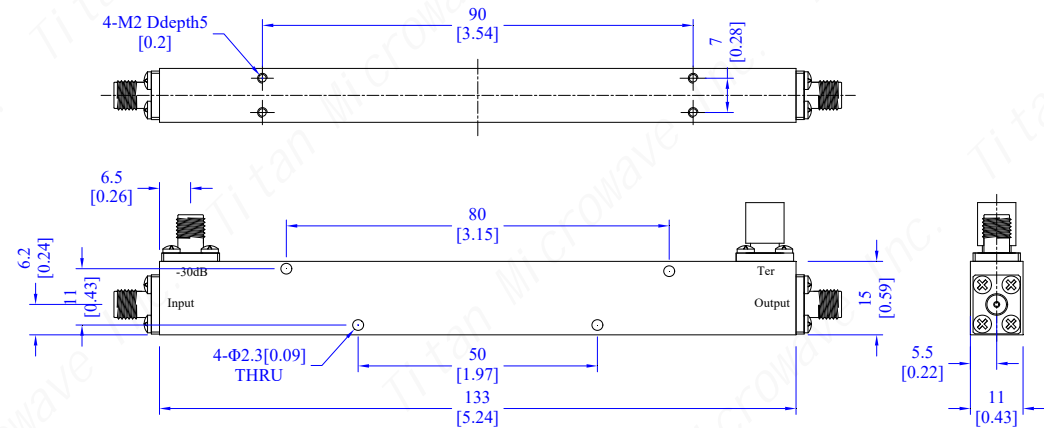 90
[3.54]
4-M2 Ddepth5
[0.2]
7
[0.28]
6.5
[0.26]
80
[3.15]
6.2
[0.24]
-30dB
Ter
11
[0.43]
Input
Output
15
[0.59]
4-Φ2.3[0.09]
THRU
50
[1.97]
133
[5.24]
5.5
[0.22]
11
[0.43]
Titan Microwave Inc.